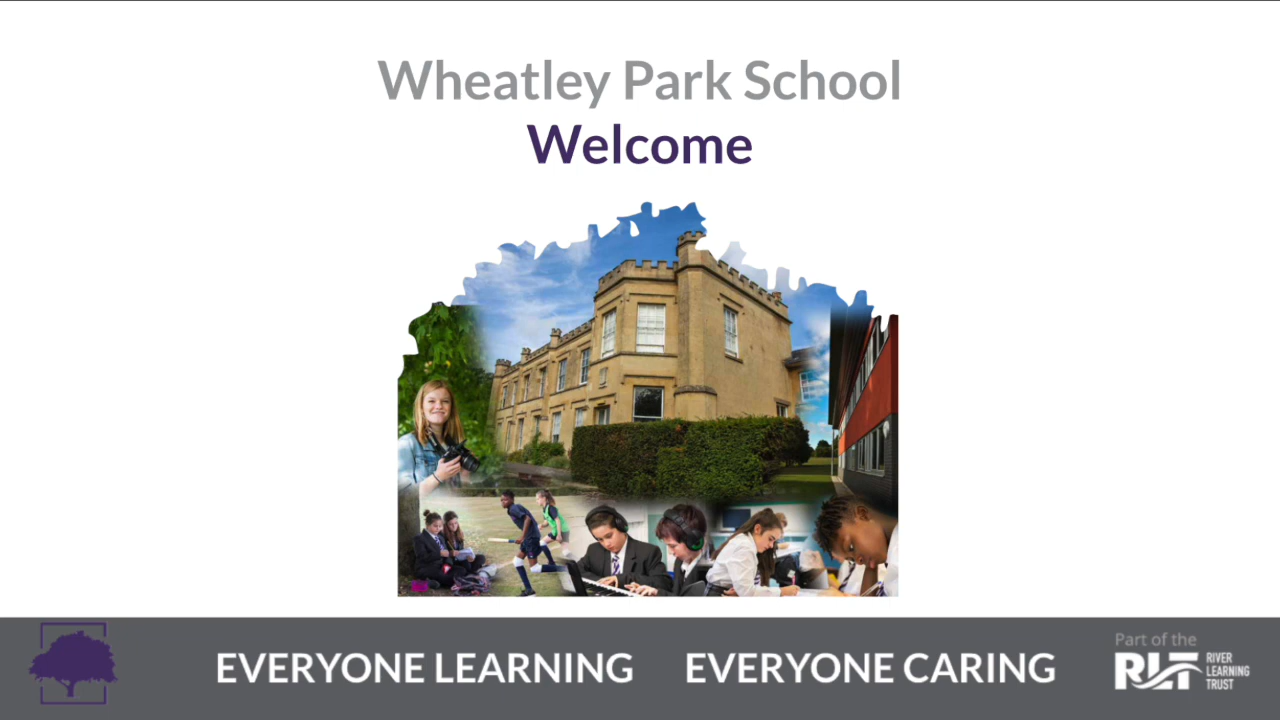 Wheatley Park School
Welcome
EVERYONE LEARNING EVERYONE CARING
Part of the
RLT RIVER
LEARNING
TRUST